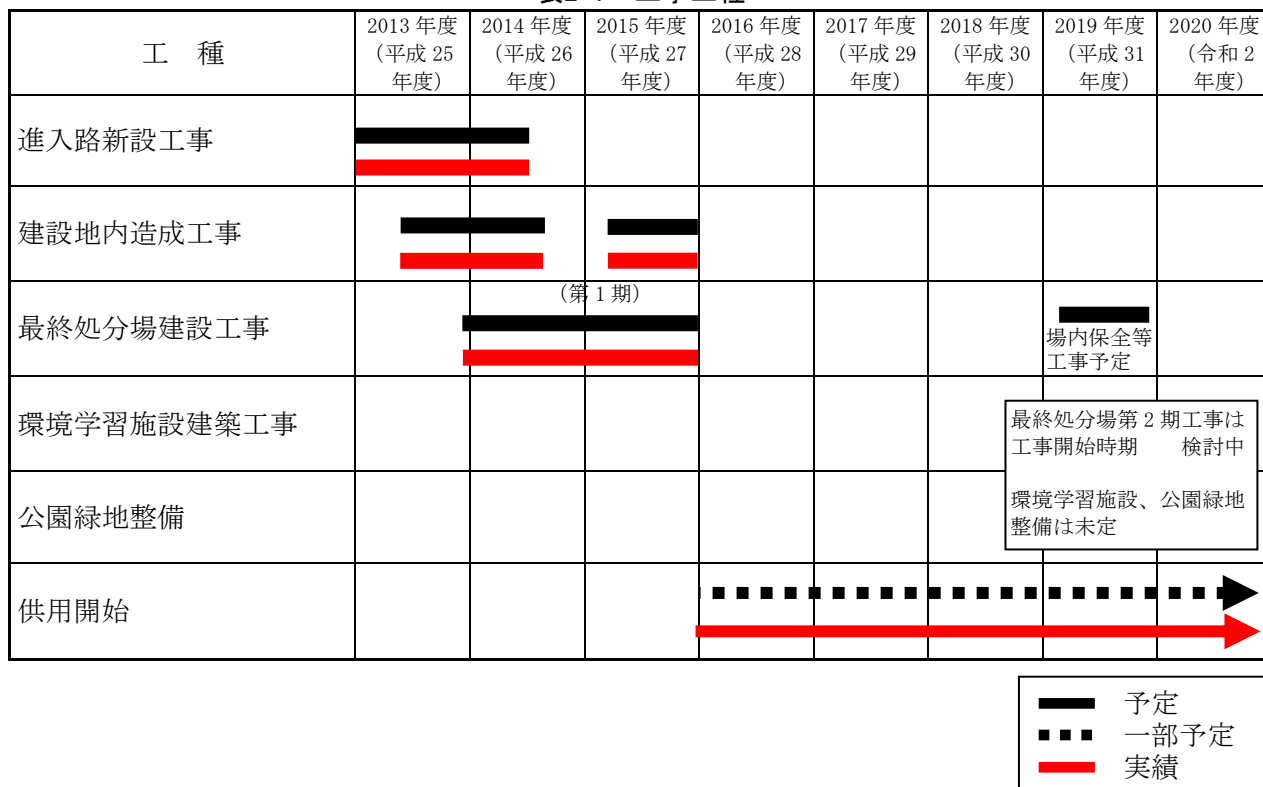 工 種
2013 年度
(平成 25
年度)
2014 年度
(平成 26
年度)
2015 年度
(平成 27
年度)
2016 年度
(平成 28
年度)
2017 年度
(平成 29
年度)
2018 年度
(平成 30
年度)
2019 年度
(平成 31
年度)
2020 年度
(令和 2
年度)
進入路新設工事
建設地内造成工事
最終処分場建設工事
(第 1 期)
場内保全等
工事予定
環境学習施設建築工事
最終処分場第 2 期工事は
工事開始時期　　検討中
環境学習施設、公園緑地
整備は未定
公園緑地整備
供用開始
予定
一部予定
実績